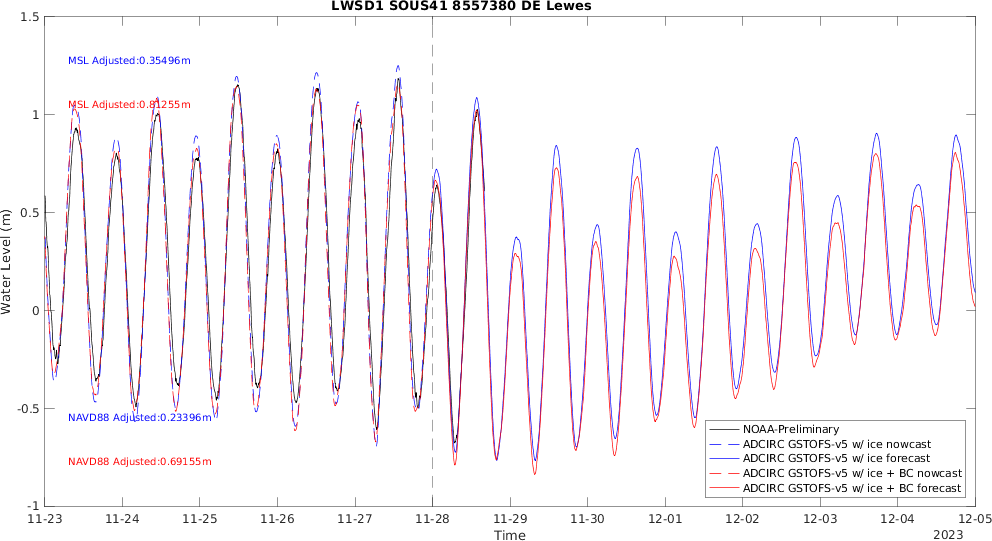 LWSD1 SOUS41 8557380 DE Lewes
1.5
1
0.5
0
-0.5
-1
Water Level (m)
MSL Adjusted:0.35496m
MSL Adjusted:0.81255m
NAVD88 Adjusted:0.23396m
NAVD88 Adjusted:0.69155m
NOAA-Preliminary
ADCIRC GSTOFS-v5 w/ ice nowcast
ADCIRC GSTOFS-v5 w/ ice forecast
ADCIRC GSTOFS-v5 w/ ice + BC nowcast
ADCIRC GSTOFS-v5 w/ ice + BC forecast
11-23 11-24 11-25 11-26 11-27 11-28 11-29 11-30 12-01 12-02 12-03 12-04 12-05
Time
2023